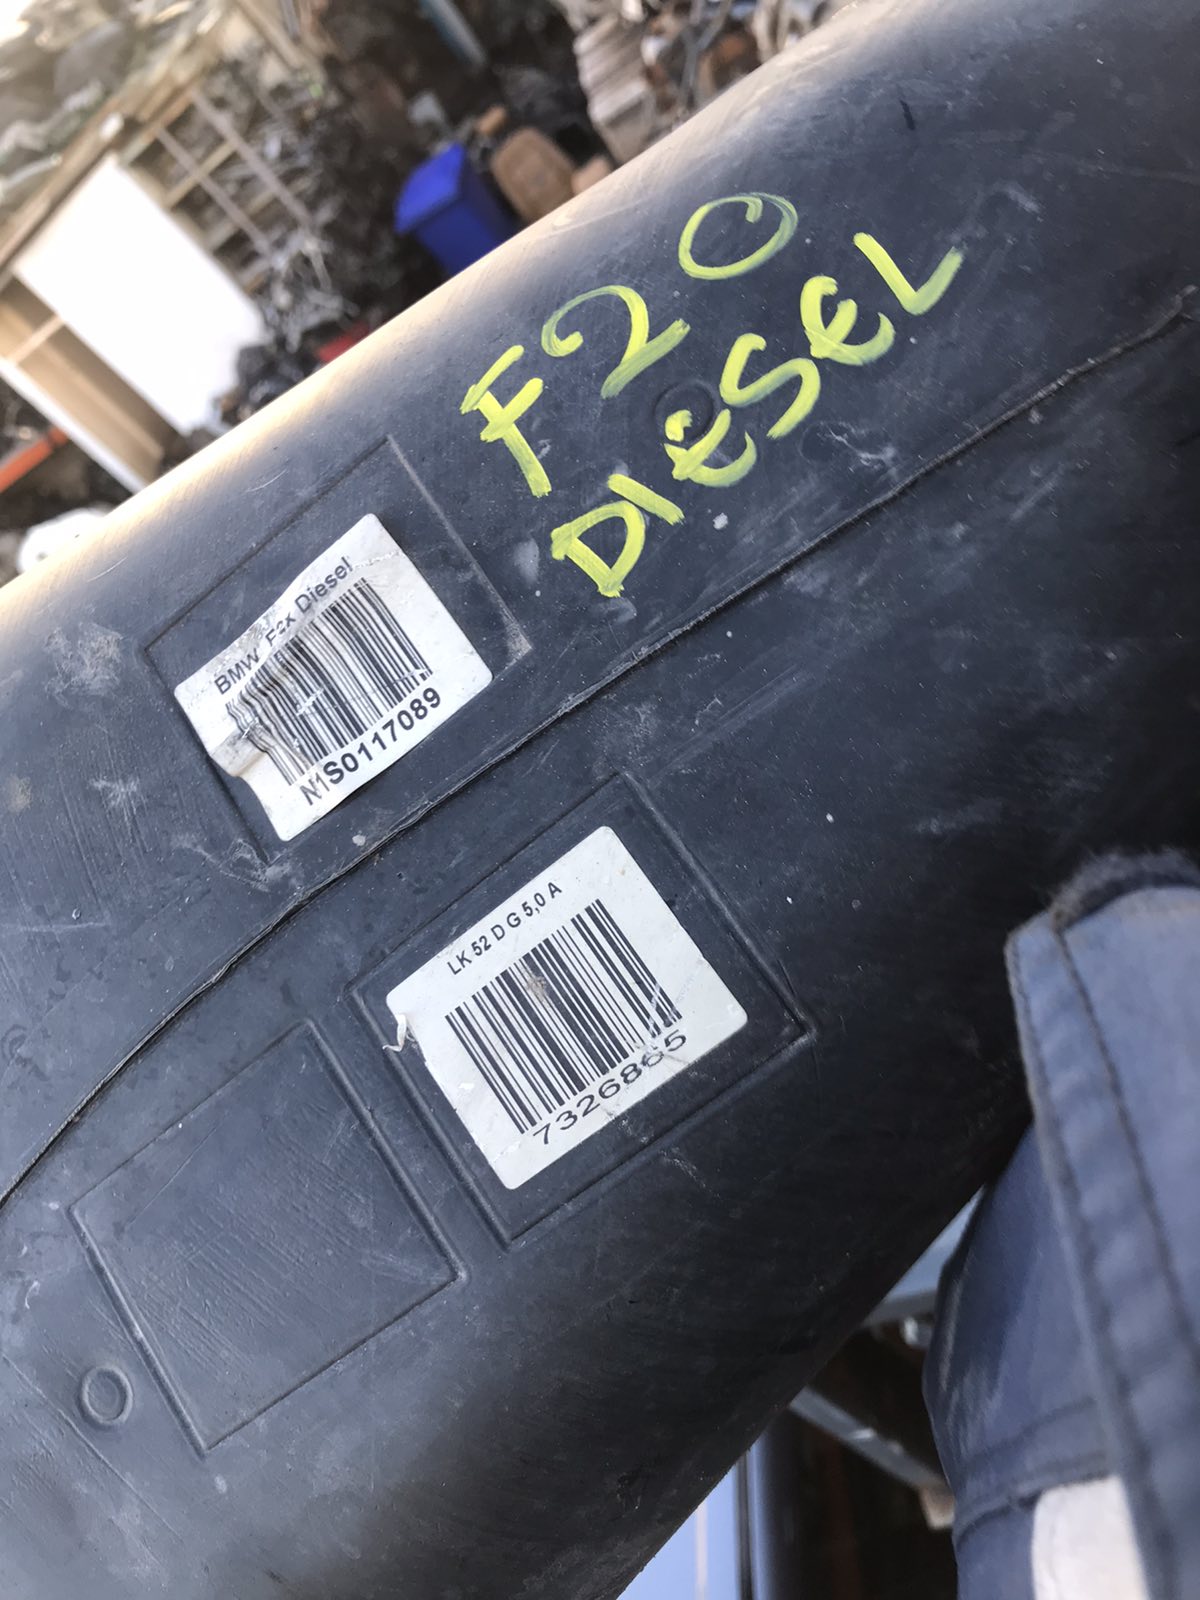 F20
DIESEL
BMW F2x Diesel
N1S0117089
LK 52 D G 5,0 A
7326865